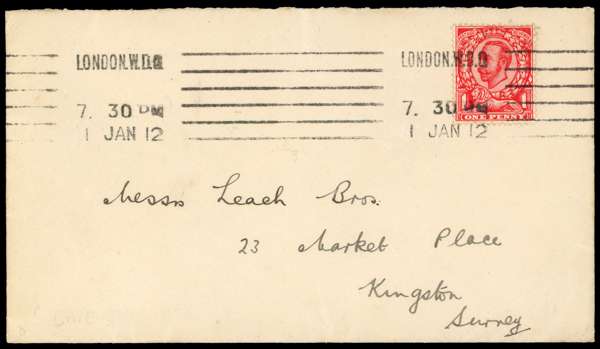 LONDON.W.D.O LONDON.W.D.O
7. 30 PM 7. 30 PM
1 JAN 12 1 JAN 12
ONE PENNY
Messrs Leach Bros.
23 Market Place
Kingston
Surrey